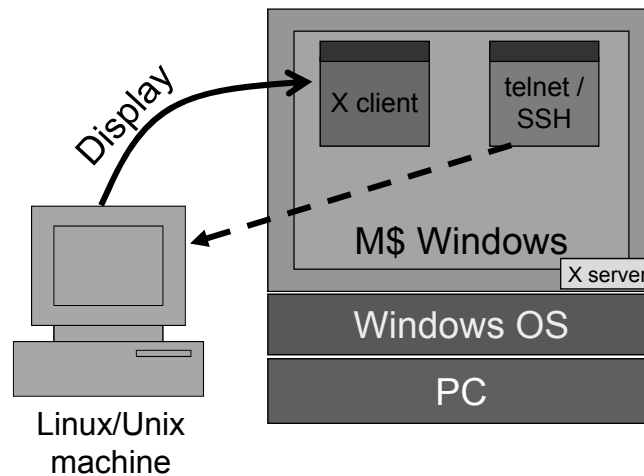 Display
X client
telnet /
SSH
M$ Windows
X server
Windows OS
PC
Linux/Unix
machine